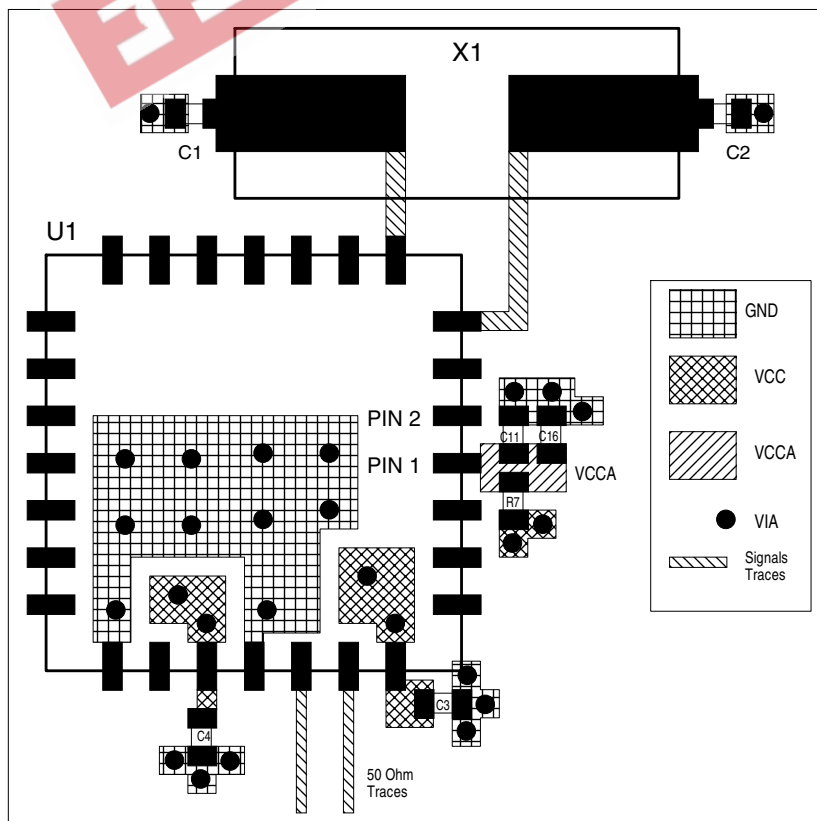 X1
C1
C2
U1
GND
VCC
VCCA
VIA
Signals
Traces
PIN 2
PIN 1
C11
C16
VCCA
R7
C3
C4
50 Ohm
Traces